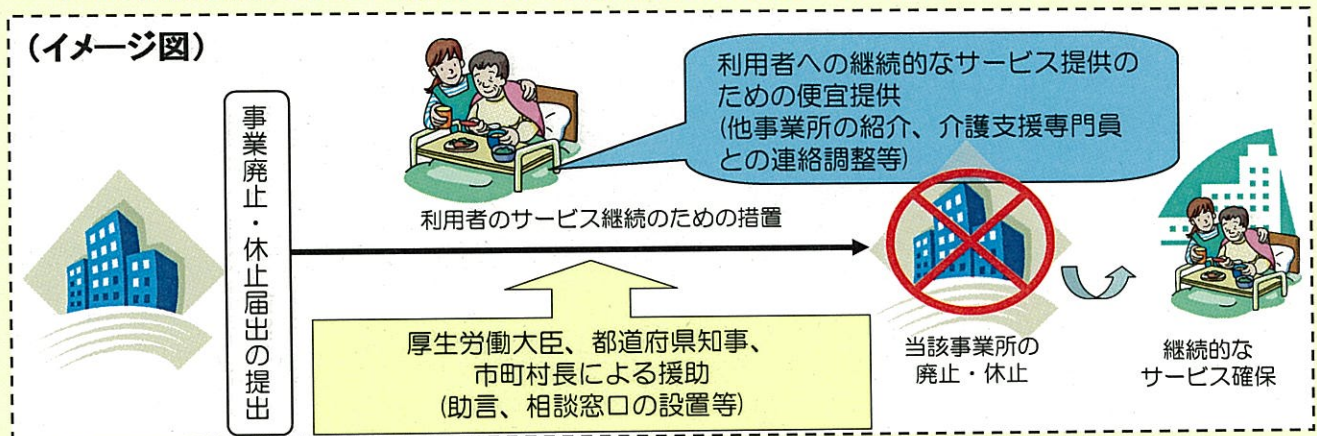 (イメージ図)
事業廃止・休止届出の提出
利用者への継続的なサービス提供の
ための便宜提供
(他事業所の紹介、介護支援専門員
との連絡調整等)
利用者のサービス継続のための措置
厚生労働大臣、都道府県知事、
市町村長による援助
(助言、相談窓口の設置等)
当該事業所の
廃止・休止
継続的な
サービス確保